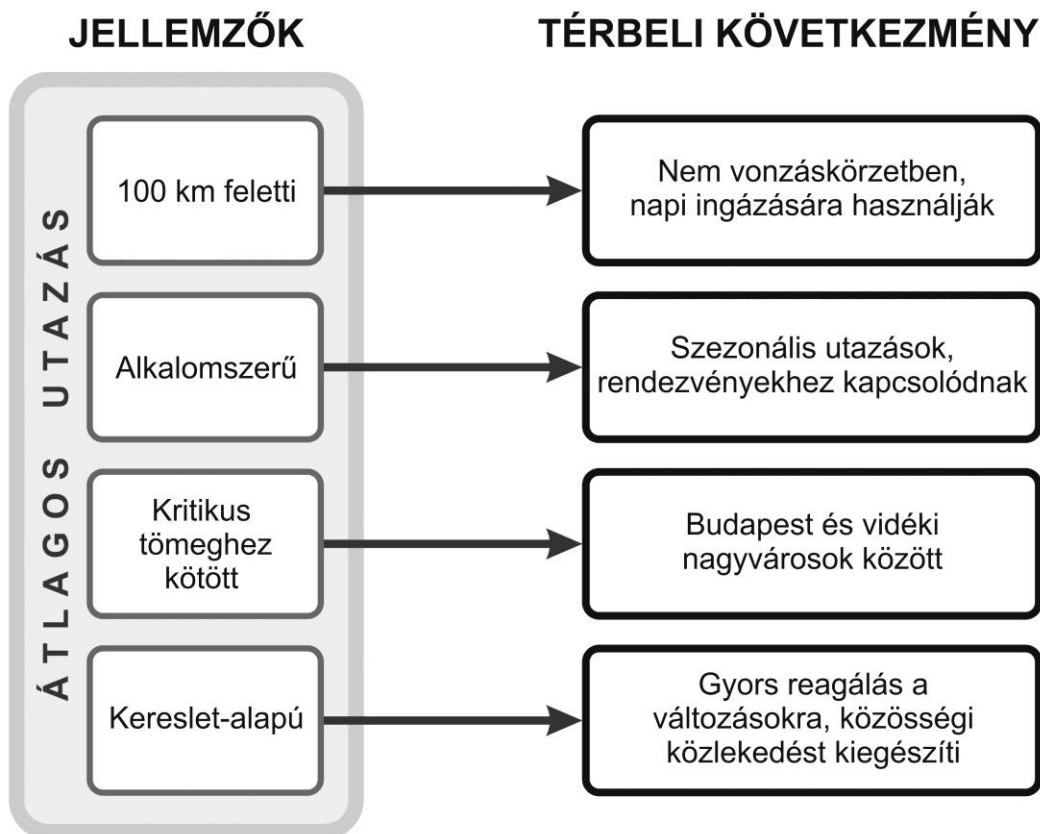 JELLEMZŐK
TÉRBELI KÖVETKEZMÉNY
ÁTLAGOS UTAZÁS
100 km feletti
Nem vonzáskörzetben,
napi ingázására használják
Alkalomszerű
Szezonális utazások,
rendezvényekhez kapcsolódnak
Kritikus
tömeghez
kötött
Budapest és vidéki
nagyvárosok között
Kereslet-alapú
Gyors reagálás a
változásokra, közösségi
közlekedést kiegészíti